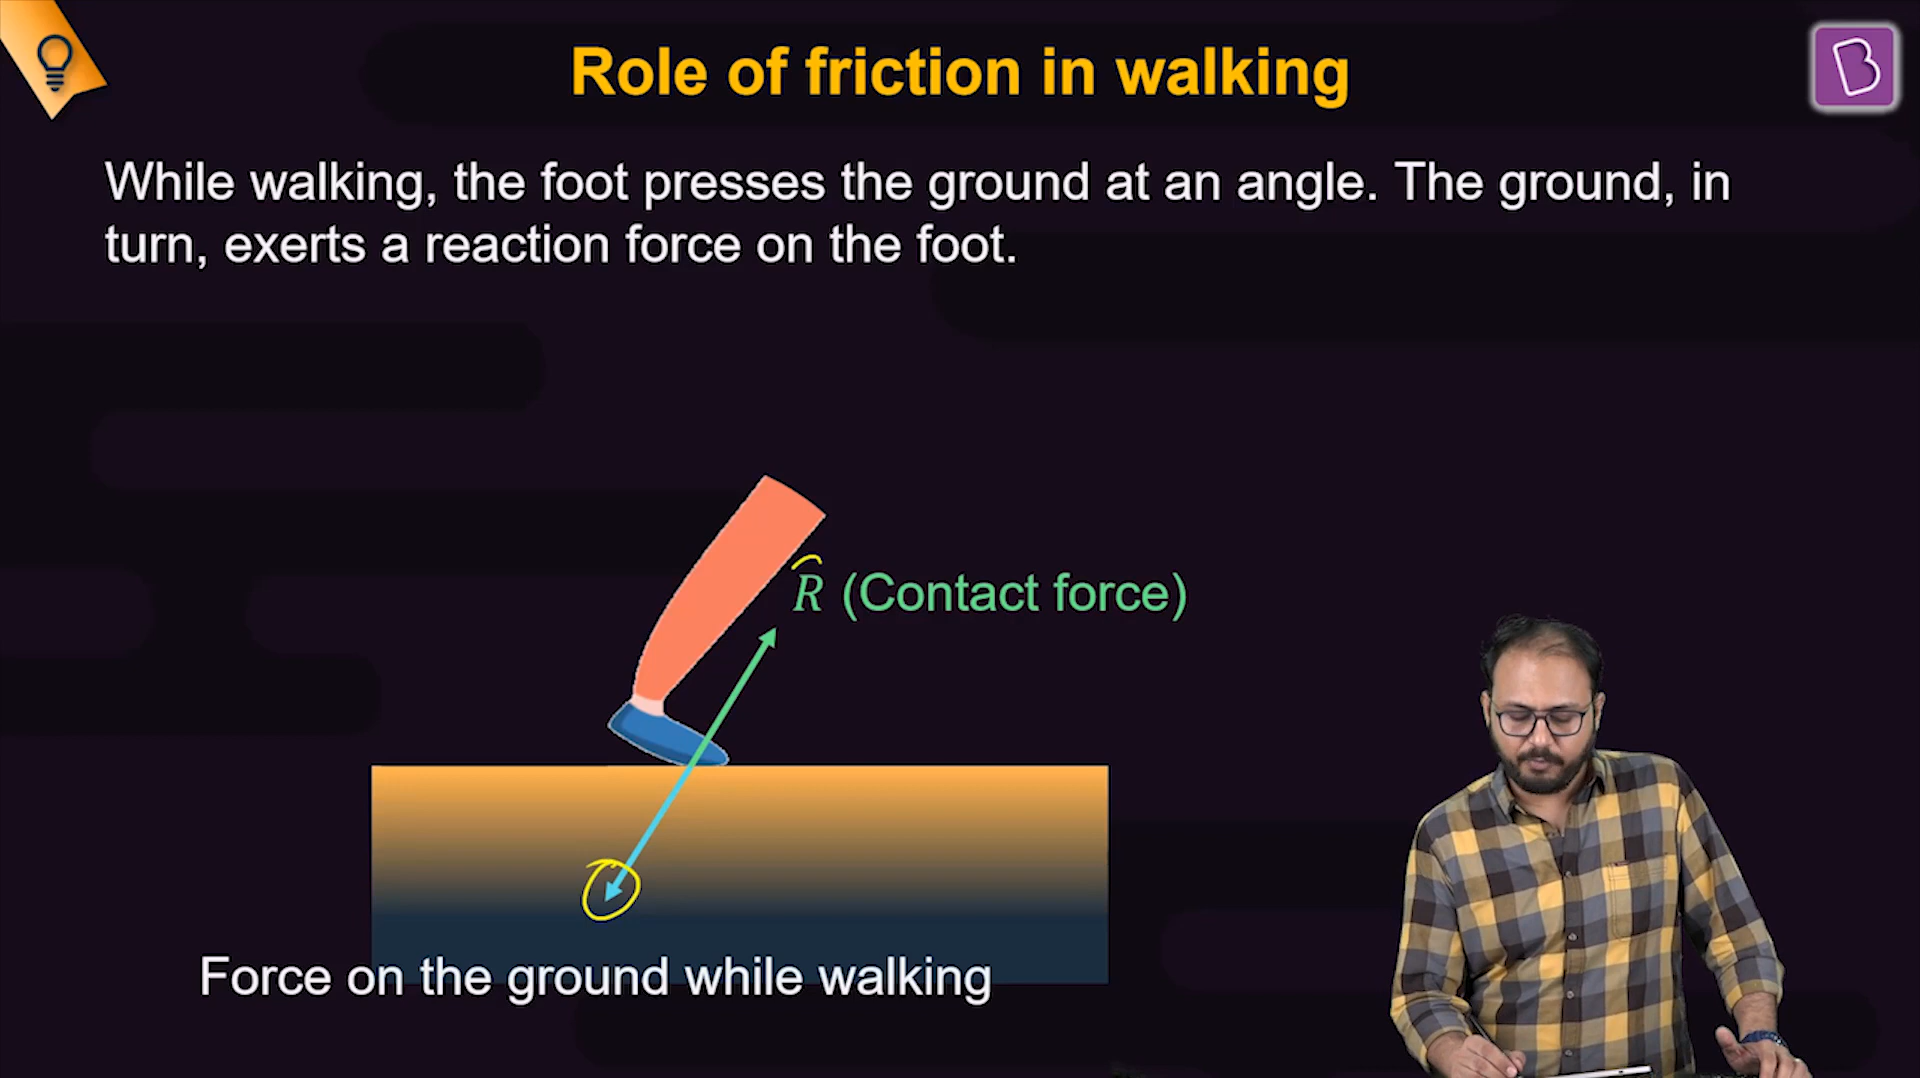 Role of friction in walking
While walking, the foot presses the ground at an angle. The ground, in
turn, exerts a reaction force on the foot.
R (Contact force)
Force on the ground while walking